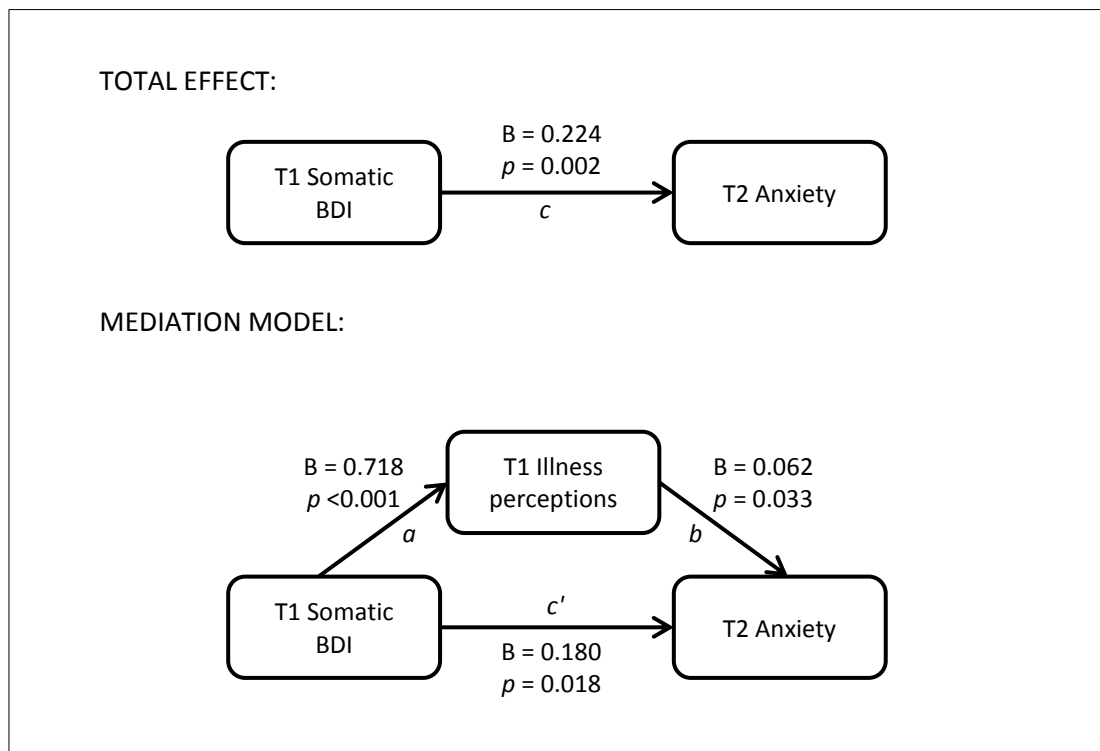 TOTAL EFFECT:
B = 0.224
p = 0.002
T1 Somatic
BDI
T2 Anxiety
c
MEDIATION MODEL:
T1 Illness
perceptions
B = 0.718
p <0.001
B = 0.062
p = 0.033
a
b
T1 Somatic
BDI
c'
T2 Anxiety
B = 0.180
p = 0.018